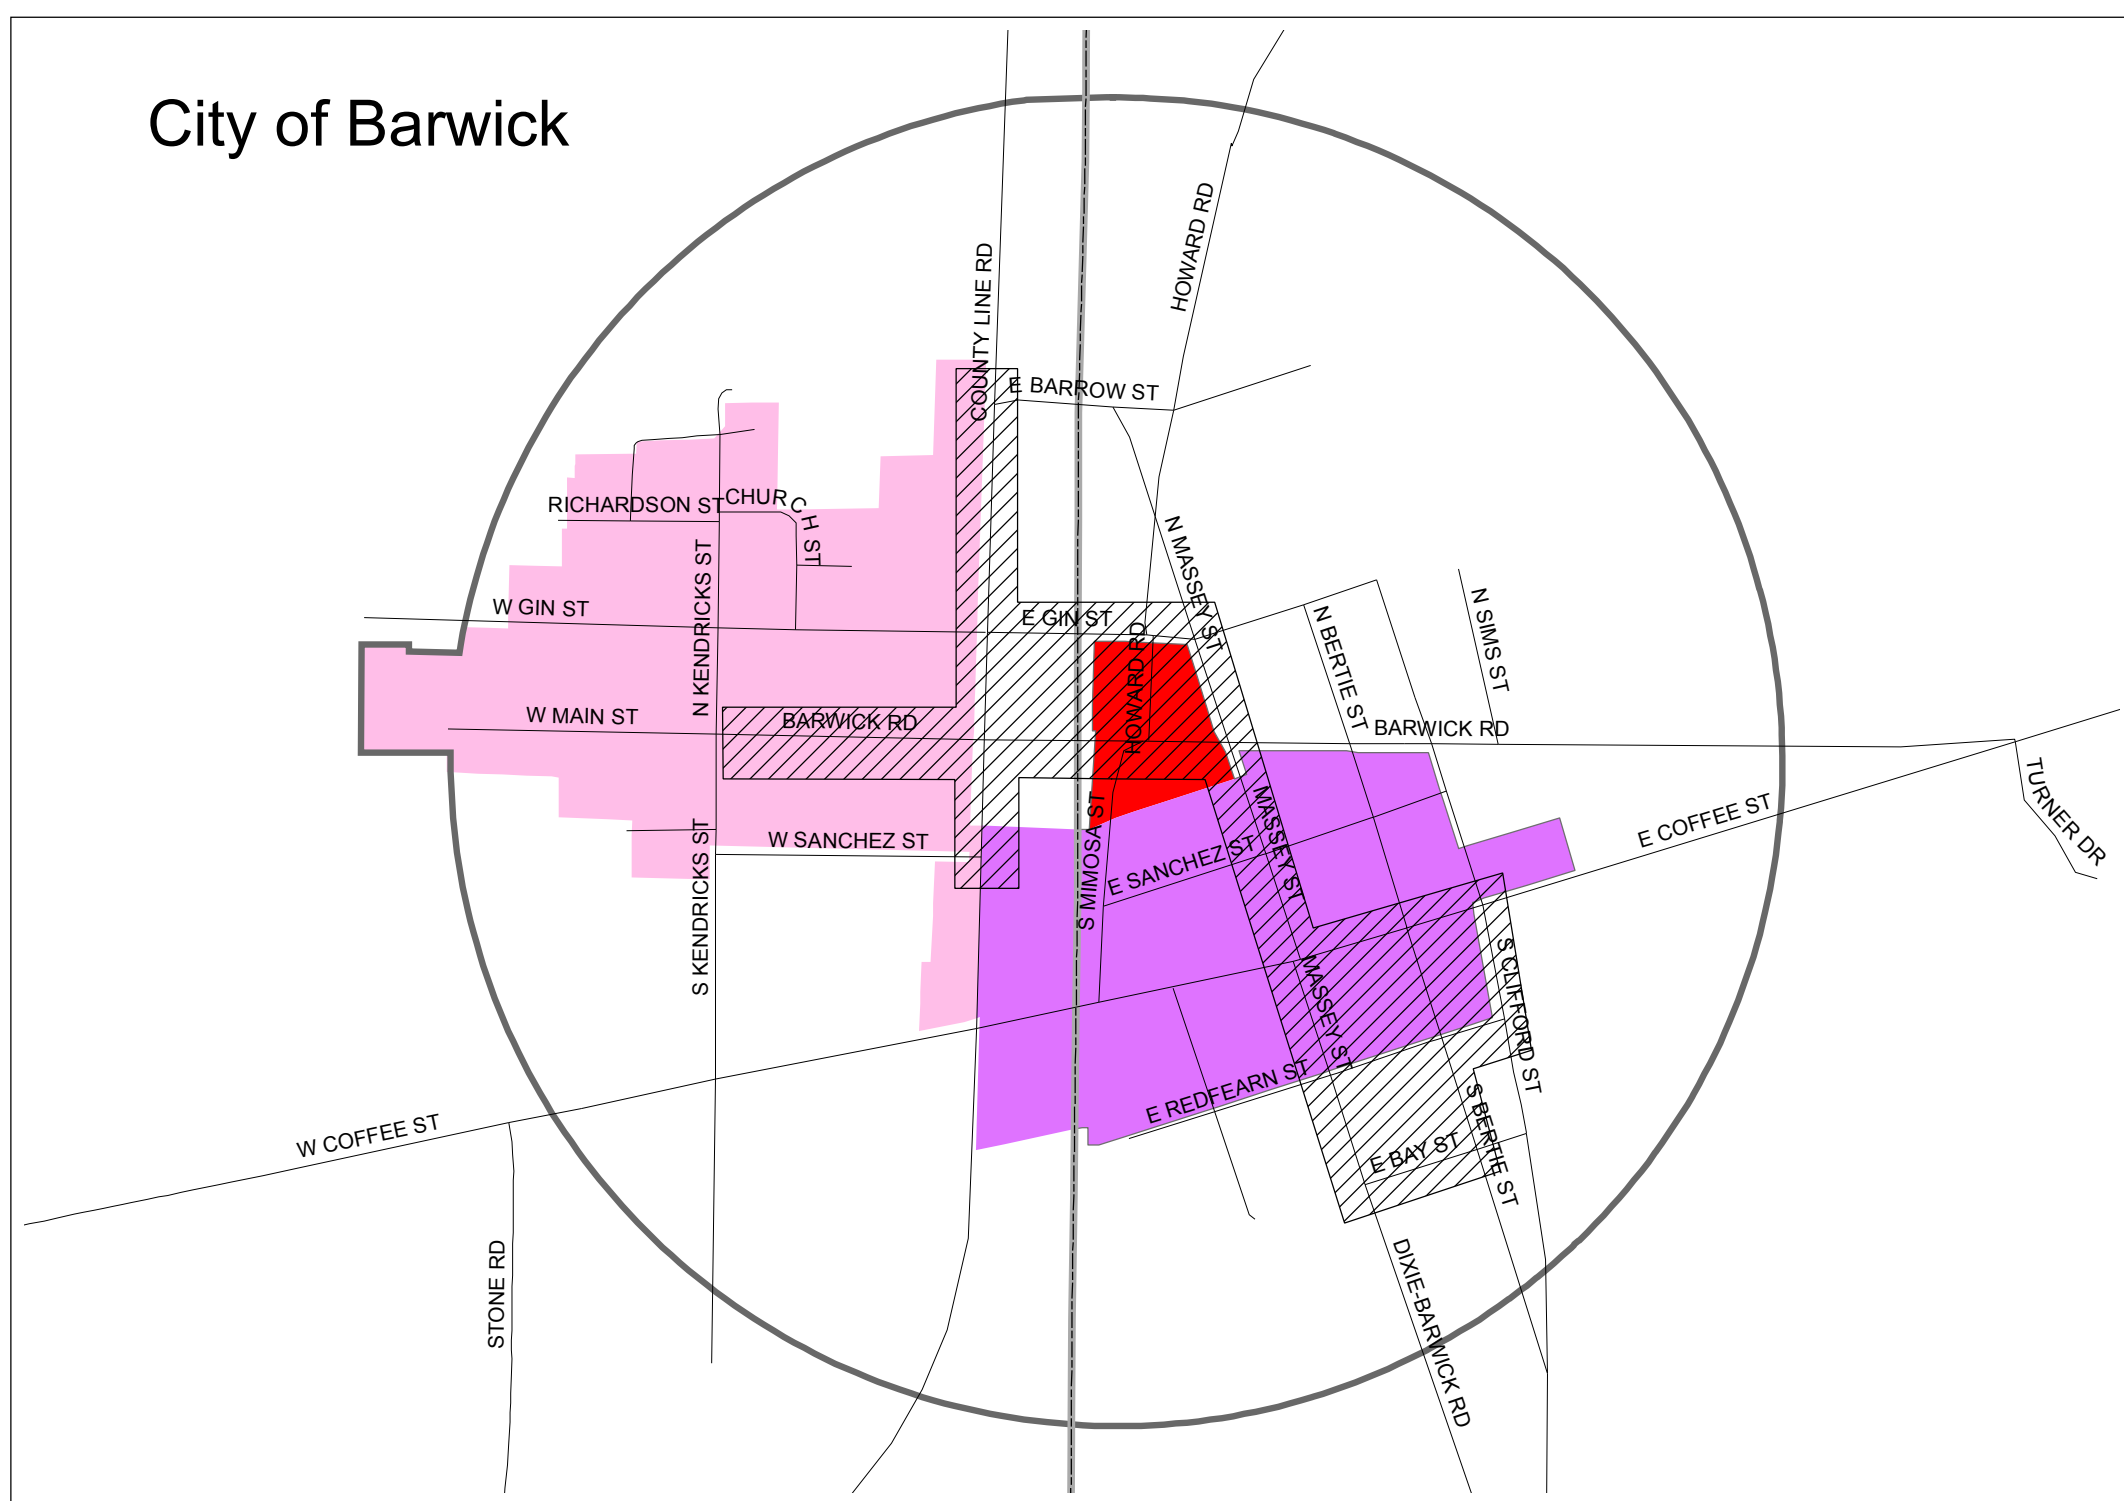 City of Barwick
HOWARD RD
COUNTY LINE RD
E BARROW ST
RICHARDSON ST
CHURCH ST
N MASSEY ST
N KENDRICKS ST
W GIN ST
E GIN ST
N BERTIE ST
N SIMS ST
HOWARD RD
W MAIN ST
BARWICK RD
BARWICK RD
TURNER DR
E COFFEE ST
MASSEY ST
S MIMOSA ST
W SANCHEZ ST
E SANCHEZ ST
S KENDRICKS ST
S CLIFFORD ST
MASSEY ST
E REDFEARN ST
S BERTIE ST
W COFFEE ST
E BAY ST
STONE RD
DIXIE-BARWICK RD